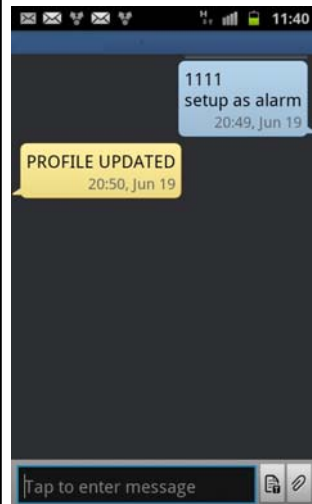 11:40
1111
setup as alarm
20:49, Jun 19
PROFILE UPDATED
20:50, Jun 19
Tap to enter message